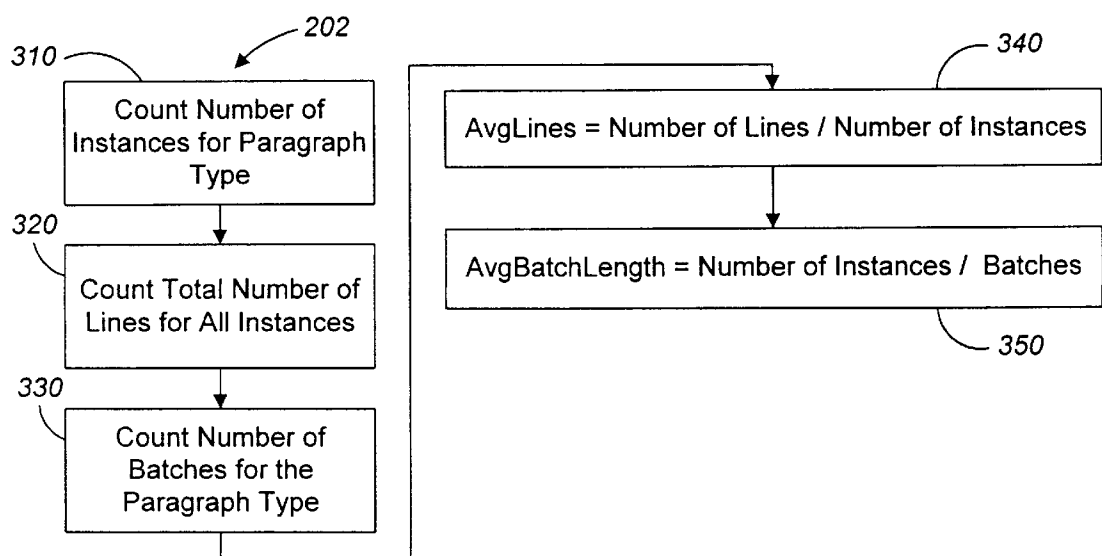 202
310
Count Number of
Instances for Paragraph
Type
320
Count Total Number of
Lines for All Instances
330
Count Number of
Batches for the
Paragraph Type
340
AvgLines = Number of Lines / Number of Instances
AvgBatchLength = Number of Instances / Batches
350